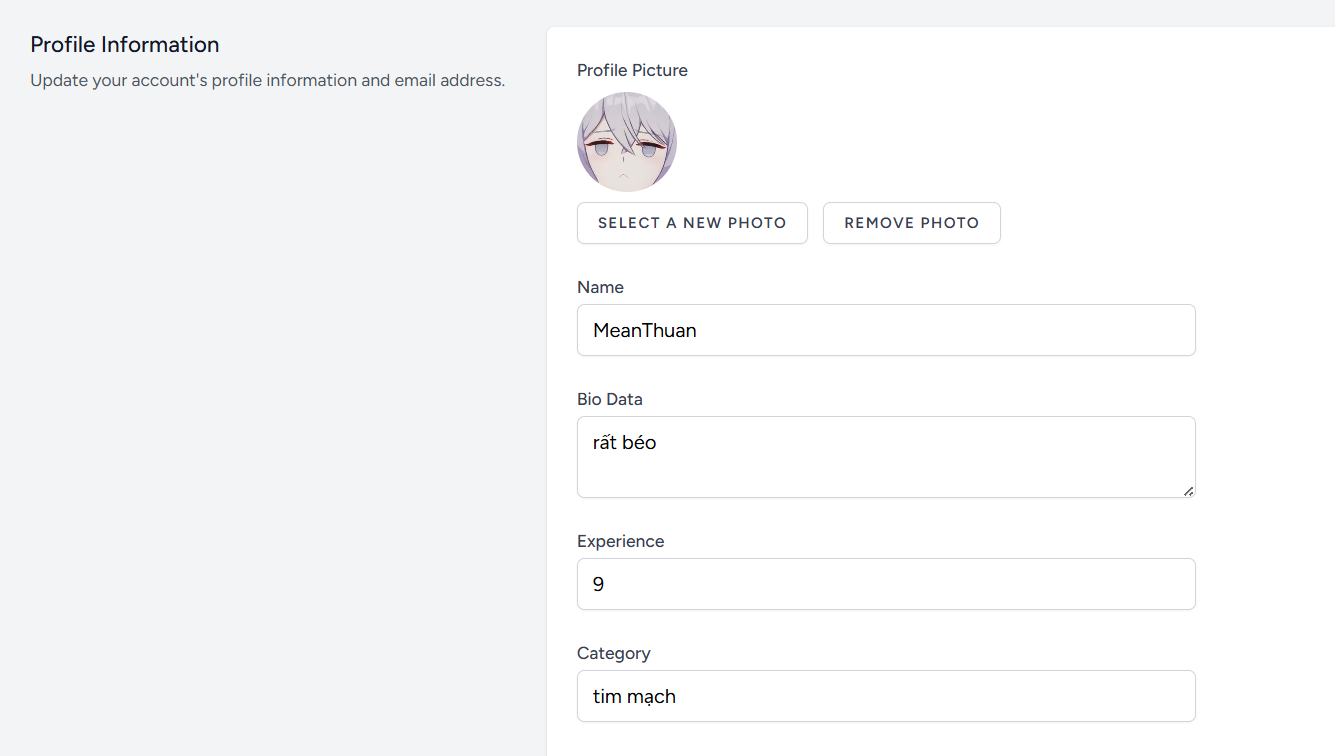 Profile Information
Update your account's profile information and email address.
Profile Picture
SELECT A NEW PHOTO
REMOVE PHOTO
Name
MeanThuan
Bio Data
rất béo
Experience
9
Category
tim mạch